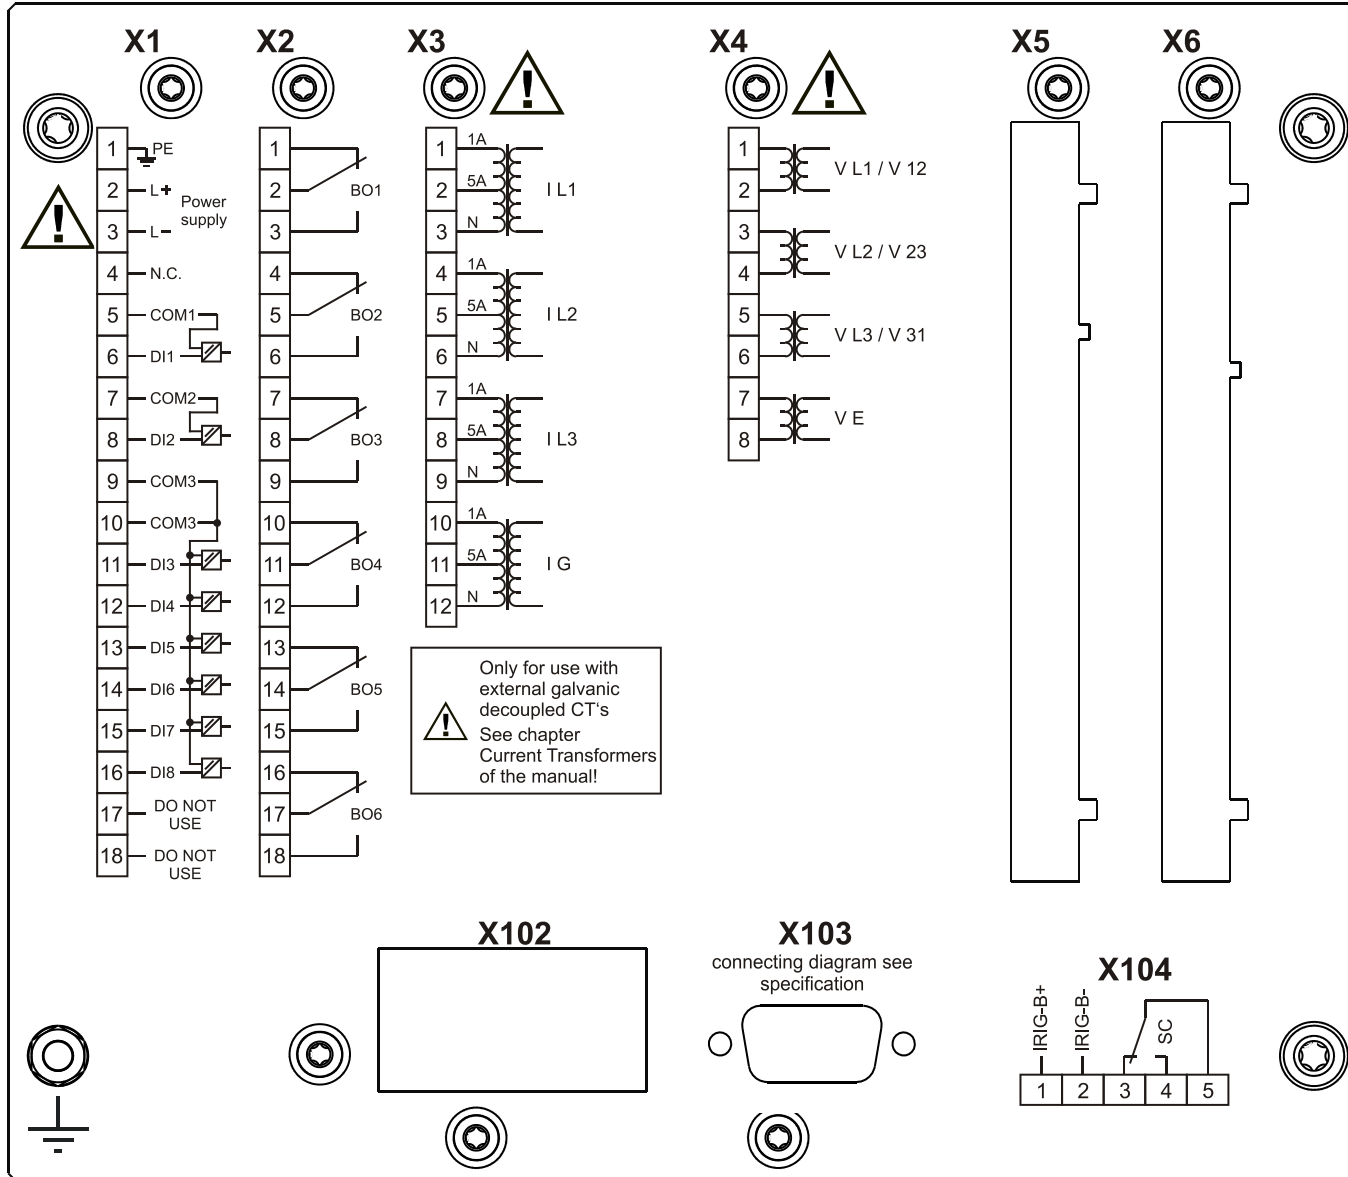 X1
X2
X3
X4
X5
X6
1 PE
2 L+
Power
supply
3 L-
4 N.C.
5 COM1
6 DI1
7 COM2
8 DI2
9 COM3
10 COM3
11 DI3
12 DI4
13 DI5
14 DI6
15 DI7
16 DI8
17 DO NOT
USE
18 DO NOT
USE
1
2 BO1
3
4
5 BO2
6
7
8 BO3
9
10
11 BO4
12
13
14 BO5
15
16
17 BO6
18
1 1A
2 5A I L1
3 N
4 1A
5 5A I L2
6 N
7 1A
8 5A I L3
9 N
10 1A
11 5A I G
12 N
!
Only for use with
external galvanic
decoupled CT's
See chapter
Current Transformers
of the manual!
1
V L1 / V 12
2
3
V L2 / V 23
4
5
V L3 / V 31
6
7
V E
8
!
!
!
X102
X103
connecting diagram see
specification
X104
IRIG-B+
IRIG-B-
SC
1 2 3 4 5